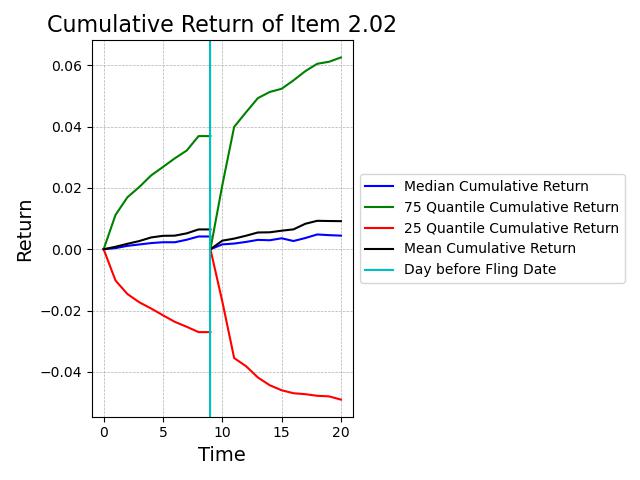 Cumulative Return of Item 2.02
Return
0.06
0.04
0.02
0.00
−0.02
−0.04
0 5 10 15 20
Time
Median Cumulative Return
75 Quantile Cumulative Return
25 Quantile Cumulative Return
Mean Cumulative Return
Day before Fling Date